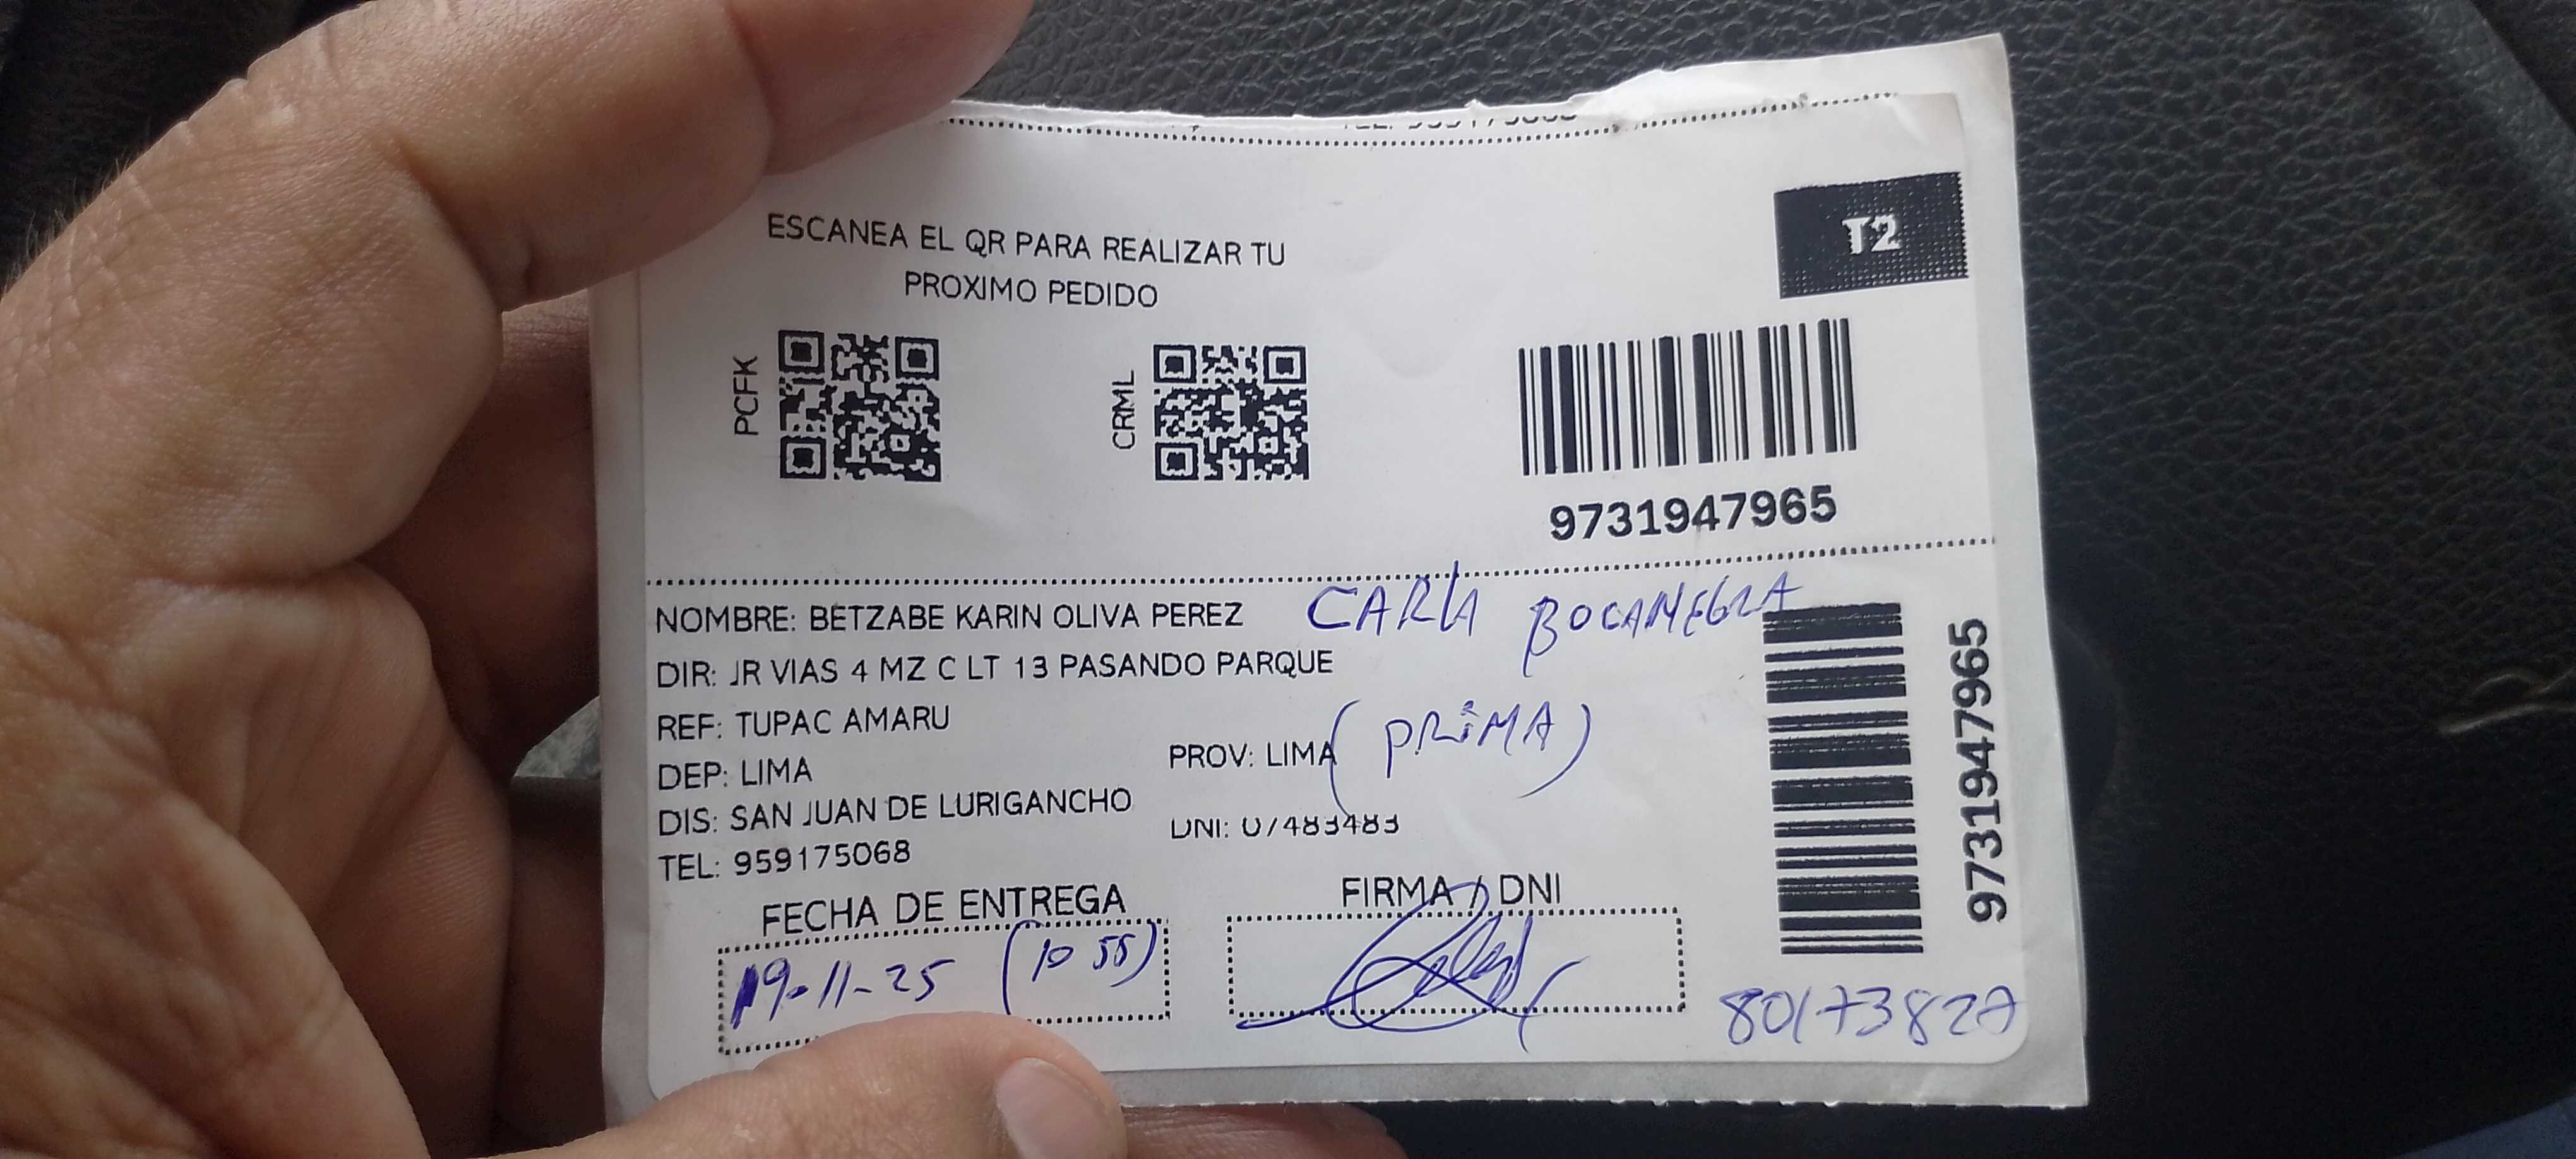 ESCANEA EL QR PARA REALIZAR TU
PROXIMO PEDIDO
T2
PCFK
CRML
9731947965
NOMBRE: BETZABE KARIN OLIVA PEREZ CARLA BOCANEGRA
DIR: JR VIAS 4 MZ C LT 13 PASANDO PARQUE
REF: TUPAC AMARU
(PRiMA)
DEP: LIMA PROV: LIMA
DIS: SAN JUAN DE LURIGANCHO DNI: 07483483
TEL: 959175068
9731947965
FECHA DE ENTREGA FIRMA / DNI
19-11-25 (10 55)
80173827